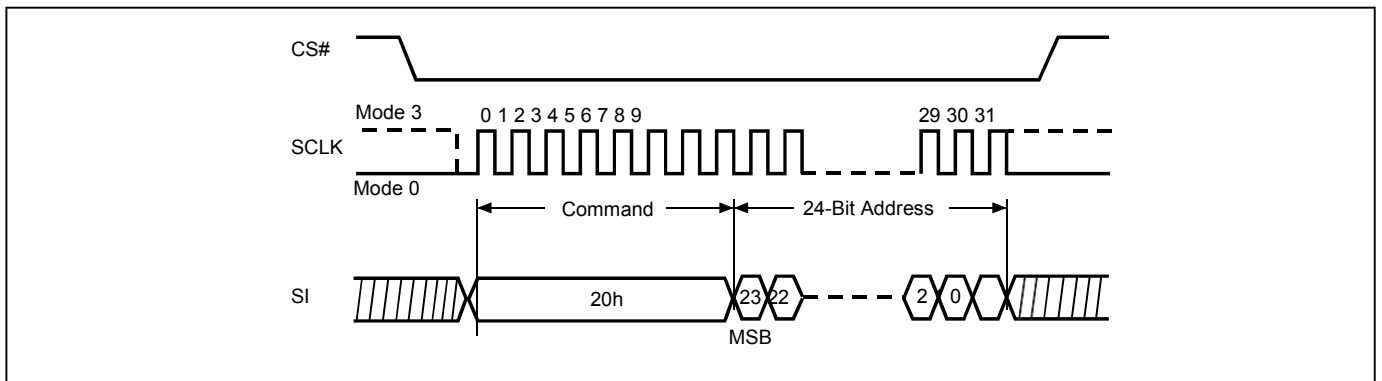 CS#
Mode 3
0 1 2 3 4 5 6 7 8 9
29 30 31
SCLK
Mode 0
Command
24-Bit Address
SI
20h
23
22
2
0
MSB